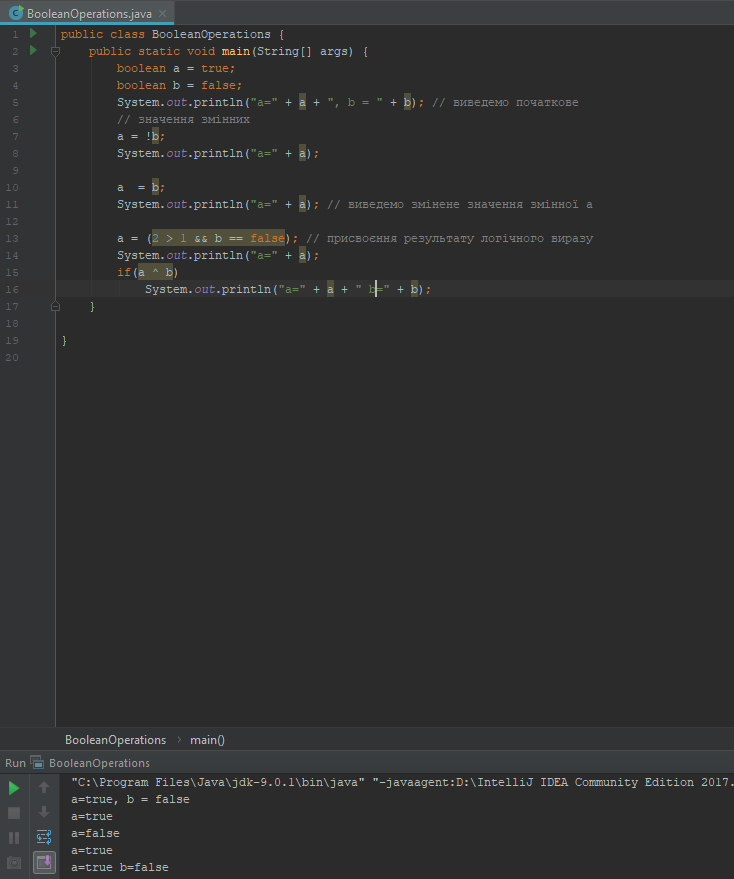 BooleanOperations.java
1 public class BooleanOperations {
2 public static void main(String[] args) {
3 boolean a = true;
4 boolean b = false;
5 System.out.println("a=" + a + ", b = " + b); // виведемо початкове
6 // значення змінних
7 a = !b;
8 System.out.println("a=" + a);
9
10 a  = b;
11 System.out.println("a=" + a); // виведемо змінене значення змінної а
12
13 a = (2 > 1 && b == false); // присвоєння результату логічного виразу
14 System.out.println("a=" + a);
15 if(a ^ b)
16 System.out.println("a=" + a + " b=" + b);
17 }
18
19 }
20
BooleanOperations › main()
Run BooleanOperations
"C:\Program Files\Java\jdk-9.0.1\bin\java" "-javaagent:D:\IntelliJ IDEA Community Edition 2017.
a=true, b = false
a=true
a=false
a=true
a=true b=false